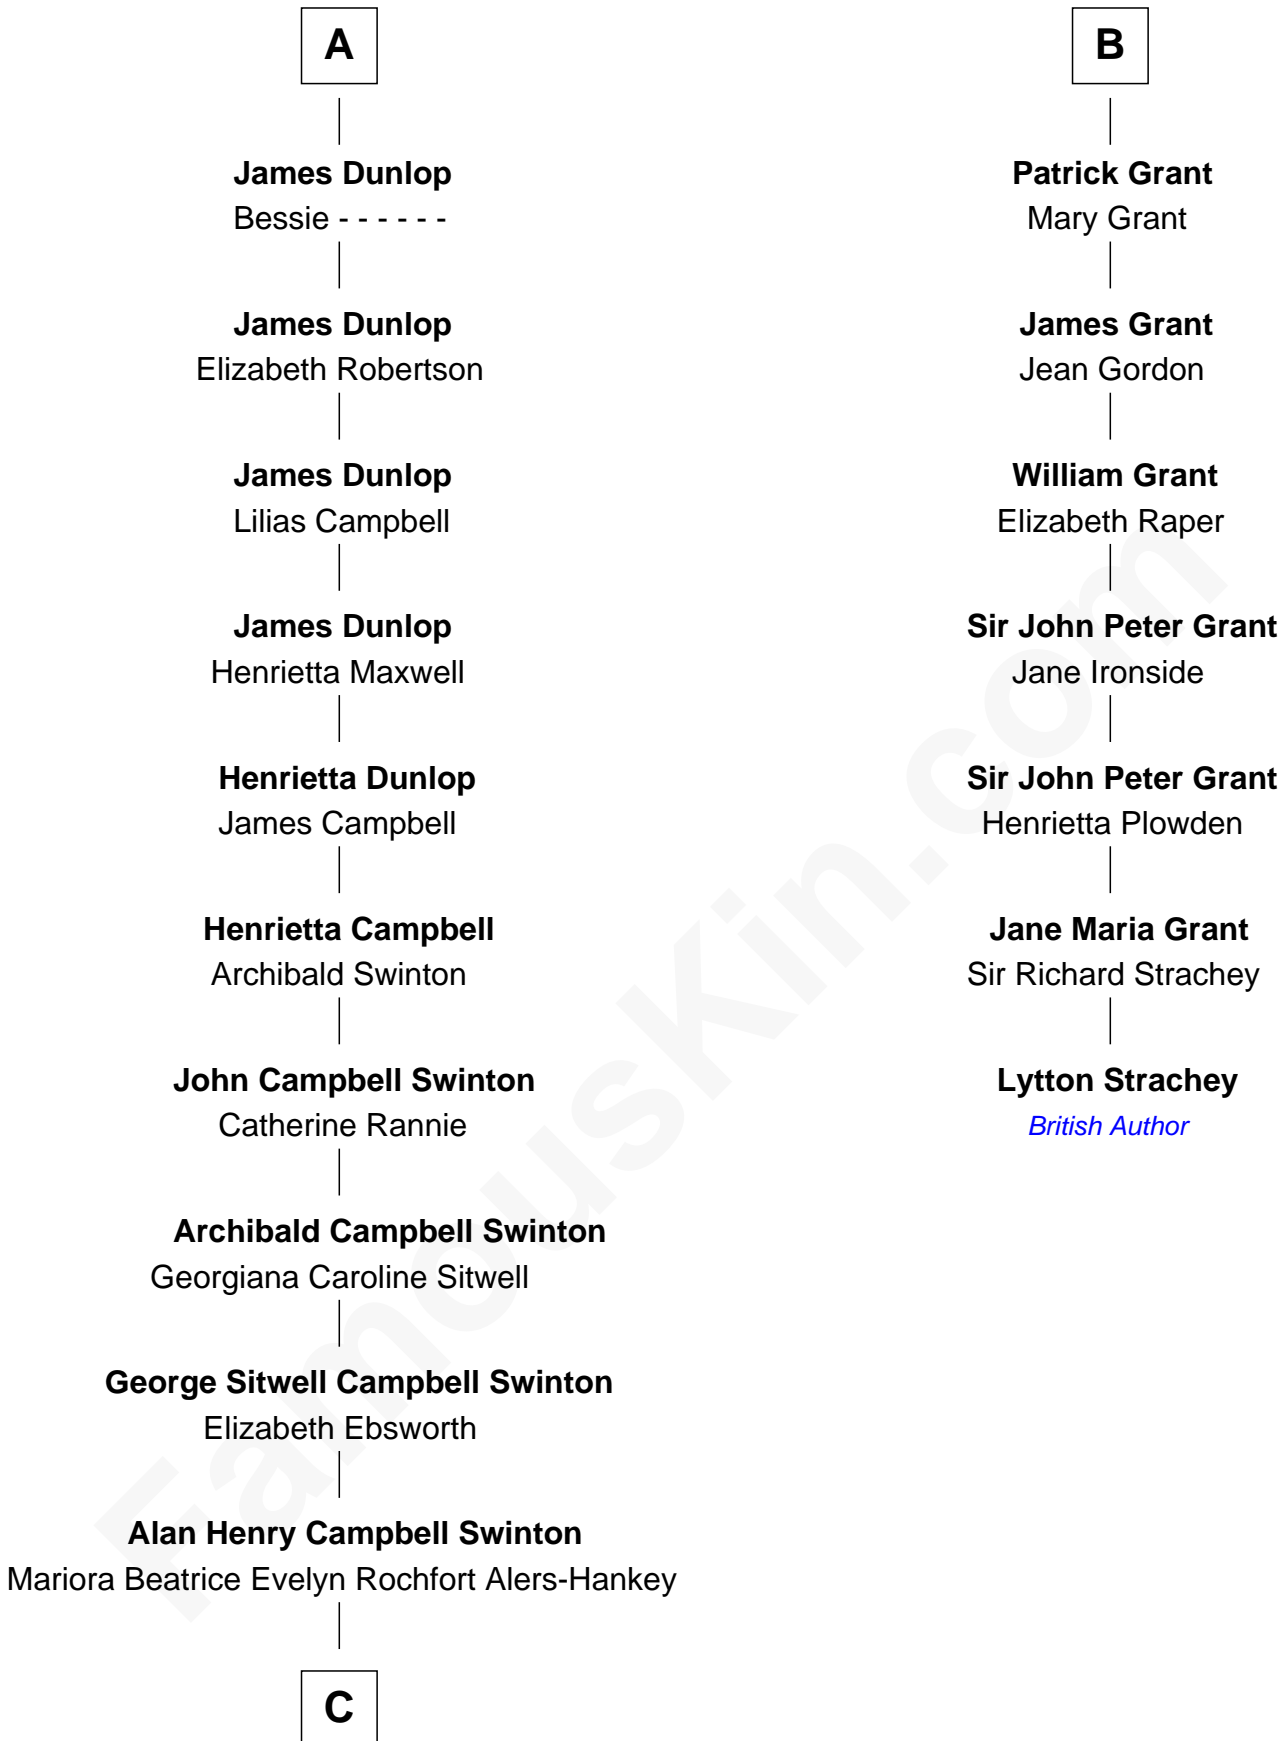 A
James Dunlop
Bessie - - - - - -
James Dunlop
Elizabeth Robertson
James Dunlop
Lilias Campbell
James Dunlop
Henrietta Maxwell
Henrietta Dunlop
James Campbell
Henrietta Campbell
Archibald Swinton
John Campbell Swinton
Catherine Rannie
Archibald Campbell Swinton
Georgiana Caroline Sitwell
George Sitwell Campbell Swinton
Elizabeth Ebsworth
Alan Henry Campbell Swinton
Mariora Beatrice Evelyn Rochfort Alers-Hankey
C
B
Patrick Grant
Mary Grant
James Grant
Jean Gordon
William Grant
Elizabeth Raper
Sir John Peter Grant
Jane Ironside
Sir John Peter Grant
Henrietta Plowden
Jane Maria Grant
Sir Richard Strachey
Lytton Strachey
British Author
FamousKin.com